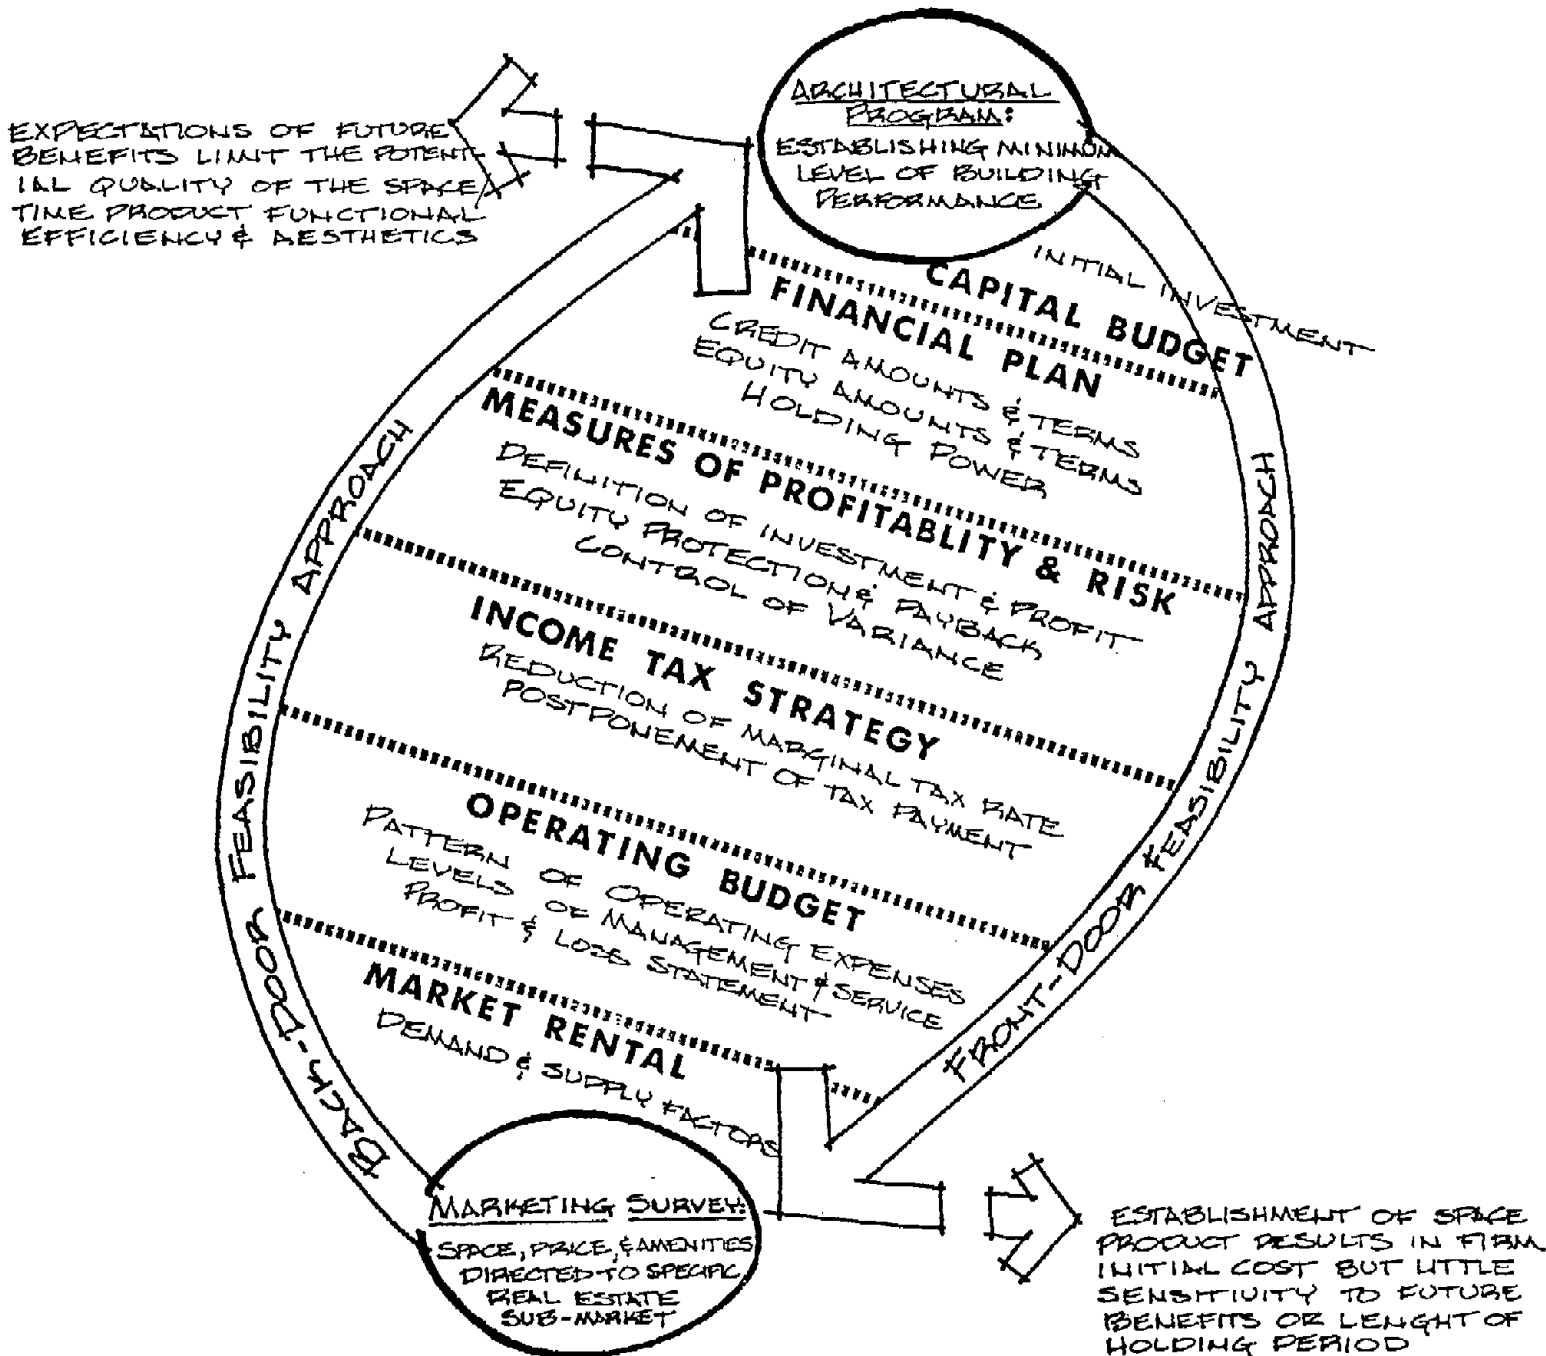 EXPECTATIONS OF FUTURE
BENEFITS LIMIT THE POTENT-
IAL QUALITY OF THE SPACE
TIME PRODUCT FUNCTIONAL
EFFICIENCY & AESTHETICS
ARCHITECTURAL
PROGRAM:
ESTABLISHING MINIMUM
LEVEL OF BUILDING
PERFORMANCE
INITIAL INVESTMENT
CAPITAL BUDGET
FINANCIAL PLAN
CREDIT AMOUNTS & TERMS
EQUITY AMOUNTS & TERMS
HOLDING POWER
MEASURES OF PROFITABLITY & RISK
DEFINITION OF INVESTMENT & PROFIT
EQUITY PROTECTION & PAYBACK
CONTROL OF VARIANCE
INCOME TAX STRATEGY
REDUCTION OF MARGINAL TAX RATE
POSTPONEMENT OF TAX PAYMENT
OPERATING BUDGET
PATTERN OF OPERATING EXPENSES
LEVELS OF MANAGEMENT & SERVICE
PROFIT & LOSS STATEMENT
MARKET RENTAL
DEMAND & SUPPLY FACTORS
BACK-DOOR FEASIBILITY APPROACH
FRONT-DOOR FEASIBILITY APPROACH
MARKETING SURVEY:
SPACE, PRICE, & AMENITIES
DIRECTED TO SPECIFIC
REAL ESTATE
SUB-MARKET
ESTABLISHMENT OF SPACE
PRODUCT RESULTS IN FIRM
INITIAL COST BUT LITTLE
SENSITIUITY TO FUTURE
BENEFITS OR LENGHT OF
HOLDING PERIOD